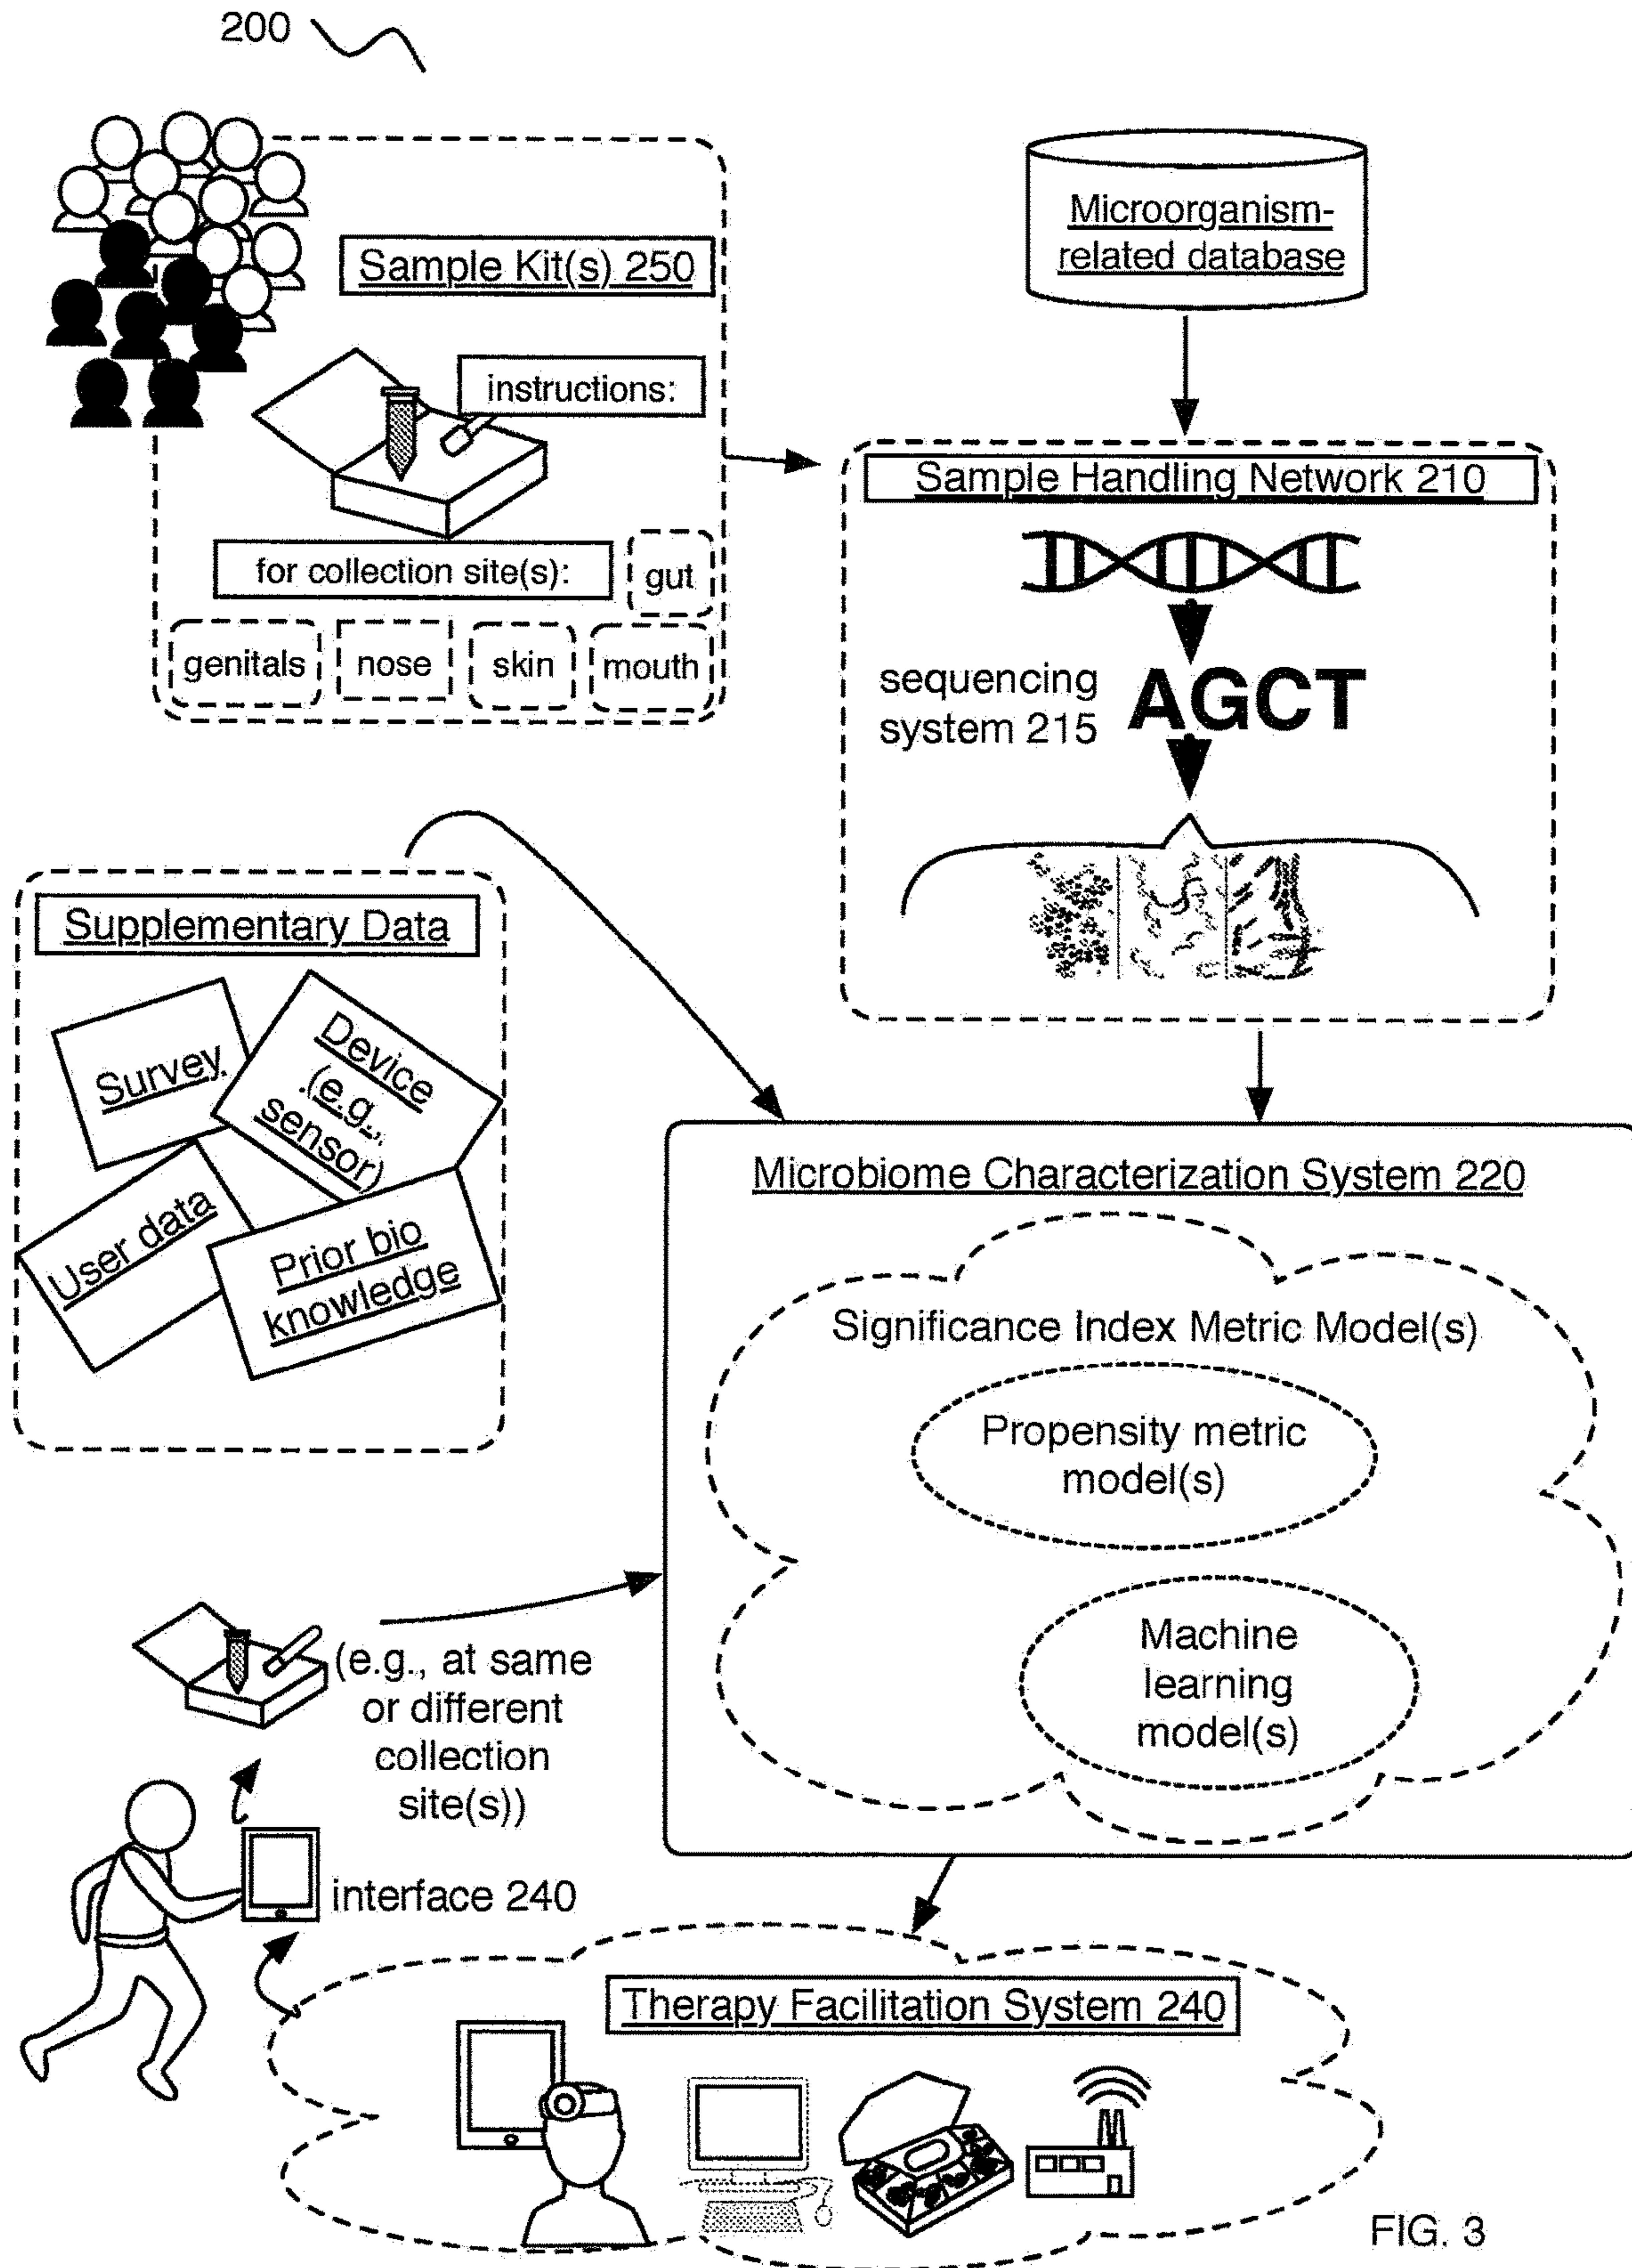 200
Sample Kit(s) 250
instructions:
for collection site(s):
gut
genitals
nose
skin
mouth
Microorganism-
related database
Sample Handling Network 210
sequencing
system 215
AGCT
Supplementary Data
Survey
Device
(e.g.,
sensor)
User data
Prior bio
knowledge
Microbiome Characterization System 220
Significance Index Metric Model(s)
Propensity metric
model(s)
Machine
learning
model(s)
(e.g., at same
or different
collection
site(s))
interface 240
Therapy Facilitation System 240
FIG. 3